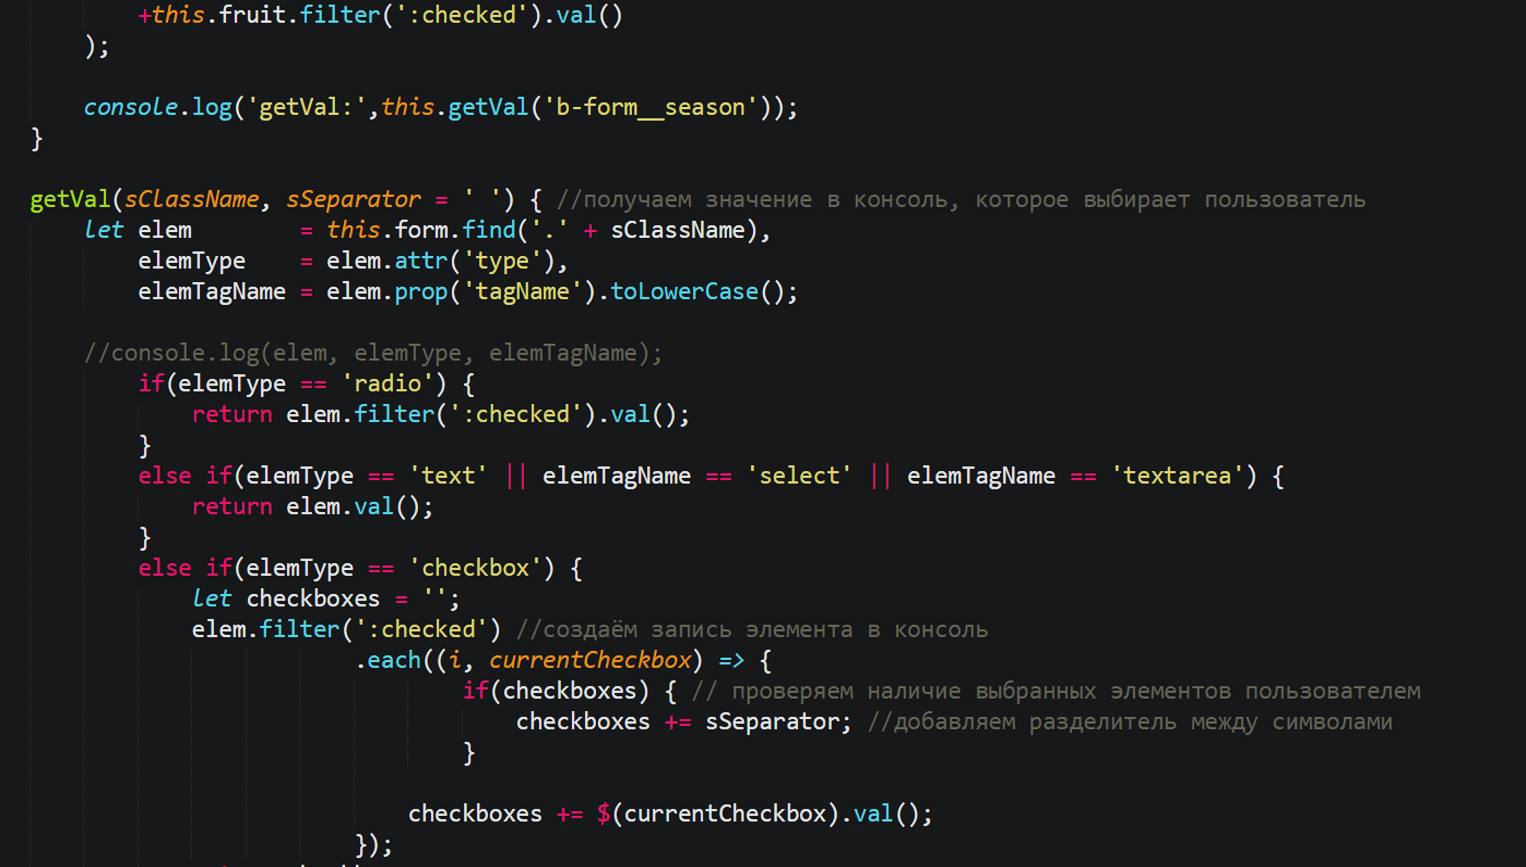 +this.fruit.filter(':checked').val()
);
console.log('getVal:',this.getVal('b-form__season'));
}
getVal(sClassName, sSeparator = ' ') { //получаем значение в консоль, которое выбирает пользователь
let elem = this.form.find('.' + sClassName),
elemType = elem.attr('type'),
elemTagName = elem.prop('tagName').toLowerCase();
//console.log(elem, elemType, elemTagName);
if(elemType == 'radio') {
return elem.filter(':checked').val();
}
else if(elemType == 'text' || elemTagName == 'select' || elemTagName == 'textarea') {
return elem.val();
}
else if(elemType == 'checkbox') {
let checkboxes = '';
elem.filter(':checked') //создаём запись элемента в консоль
.each((i, currentCheckbox) => {
if(checkboxes) { // проверяем наличие выбранных элементов пользователем
checkboxes += sSeparator; //добавляем разделитель между символами
}
checkboxes += $(currentCheckbox).val();
});